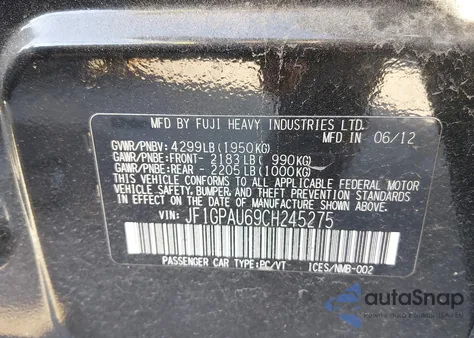 MFD BY FUJI HEAVY INDUSTRIES LTD.
MFD IN 06/12
GVWR/PNBV: 4299LB (1950KG)
GAWR/PNBE: FRONT- 2183LB ( 990KG)
GAWR/PNBE: REAR - 2205LB (1000KG)
THIS VEHICLE CONFORMS TO ALL APPLICABLE FEDERAL MOTOR
VEHICLE SAFETY, BUMPER, AND THEFT PREVENTION STANDARDS IN EFFECT
ON THE DATE OF MANUFACTURE SHOWN ABOVE.
VIN: JF1GPAU69CH245275
PASSENGER CAR TYPE: P.C/VT ICES/NMB-002
autoSnap